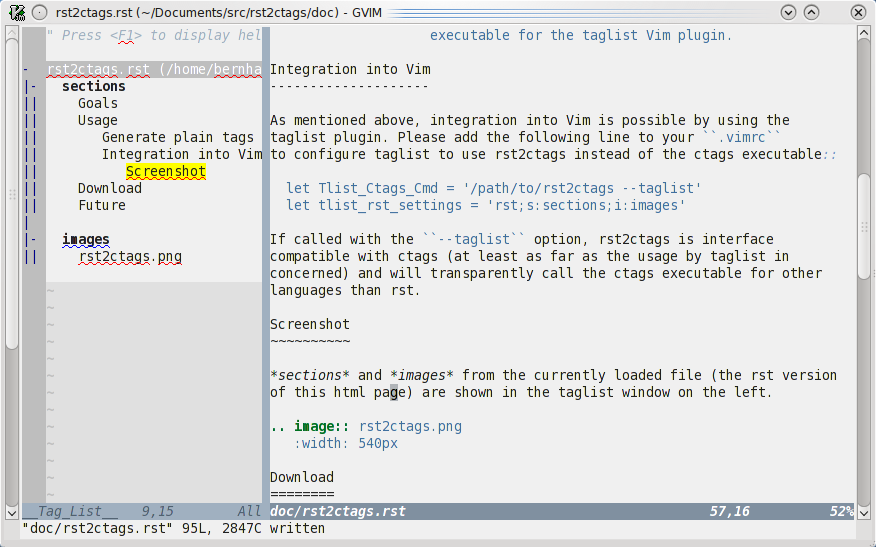 rst2ctags.rst (~/Documents/src/rst2ctags/doc) - GVIM
" Press <F1> to display hel
- rst2ctags.rst (/home/bernha
|- sections
|| Goals
|| Usage
|| Generate plain tags
|| Integration into Vim
|| Screenshot
|| Download
|| Future
|
|- images
|| rst2ctags.png
~
~
~
~
~
~
~
~
~
~
~
~
~
__Tag_List__ 9,15 All
executable for the taglist Vim plugin.
Integration into Vim
--------------------
As mentioned above, integration into Vim is possible by using the
taglist plugin. Please add the following line to your ``.vimrc``
to configure taglist to use rst2ctags instead of the ctags executable::
let Tlist_Ctags_Cmd = '/path/to/rst2ctags --taglist'
let tlist_rst_settings = 'rst;s:sections;i:images'
If called with the ``--taglist`` option, rst2ctags is interface
compatible with ctags (at least as far as the usage by taglist in
concerned) and will transparently call the ctags executable for other
languages than rst.
Screenshot
~~~~~~~~~~
*sections* and *images* from the currently loaded file (the rst version
of this html page) are shown in the taglist window on the left.
.. image:: rst2ctags.png
:width: 540px
Download
========
doc/rst2ctags.rst 57,16 52%
"doc/rst2ctags.rst" 95L, 2847C written